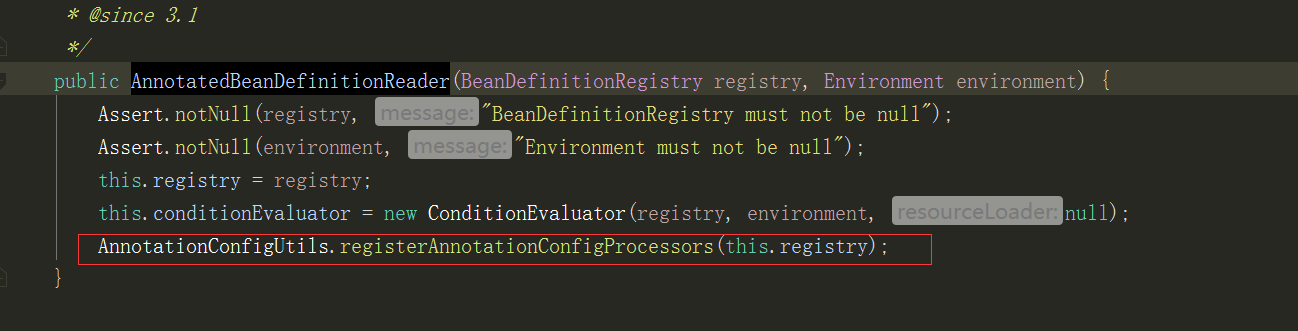 * @since 3.1
*/
public AnnotatedBeanDefinitionReader(BeanDefinitionRegistry registry, Environment environment) {
Assert.notNull(registry, message: "BeanDefinitionRegistry must not be null");
Assert.notNull(environment, message: "Environment must not be null");
this.registry = registry;
this.conditionEvaluator = new ConditionEvaluator(registry, environment, resourceLoader: null);
AnnotationConfigUtils.registerAnnotationConfigProcessors(this.registry);
}